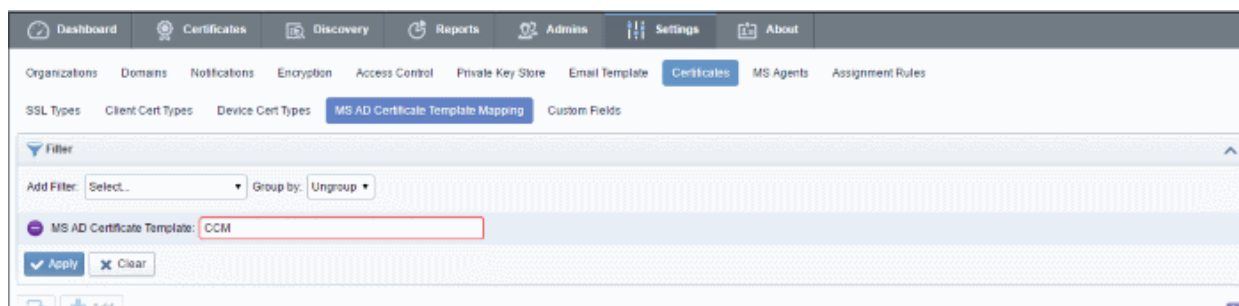 Dashboard Certificates Discovery Reports Admins Settings About
Organizations Domains Notifications Encryption Access Control Private Key Store Email Template Certificates MS Agents Assignment Rules
SSL Types Client Cert Types Device Cert Types MS AD Certificate Template Mapping Custom Fields
Filter
Add Filter: Select... Group by: Ungroup
MS AD Certificate Template: CCM
Apply Clear
Add